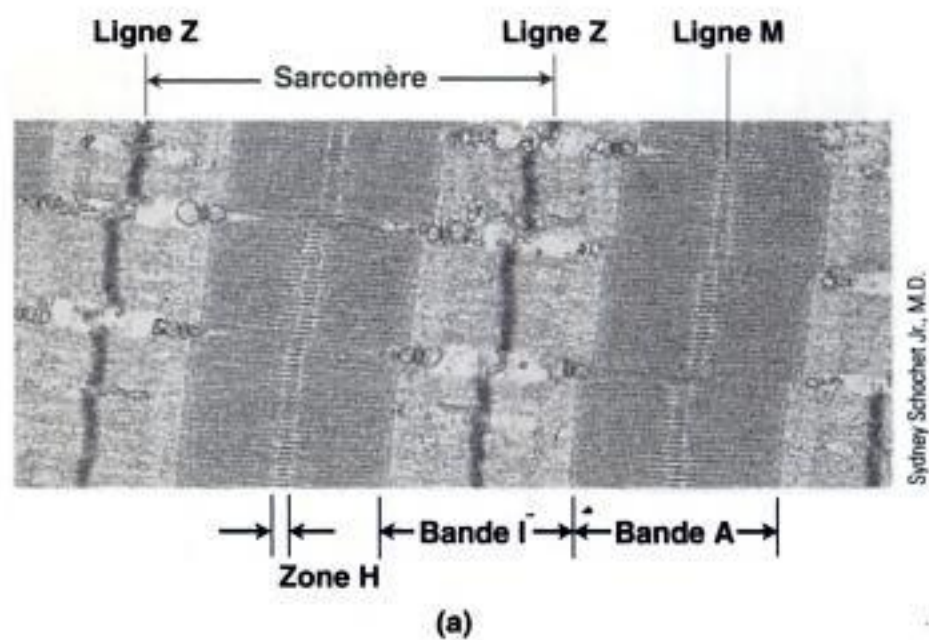 Ligne Z Ligne Z Ligne M
Sarcomère
Sydney Schochet Jr., M.D.
Bande I Bande A
Zone H
(a)